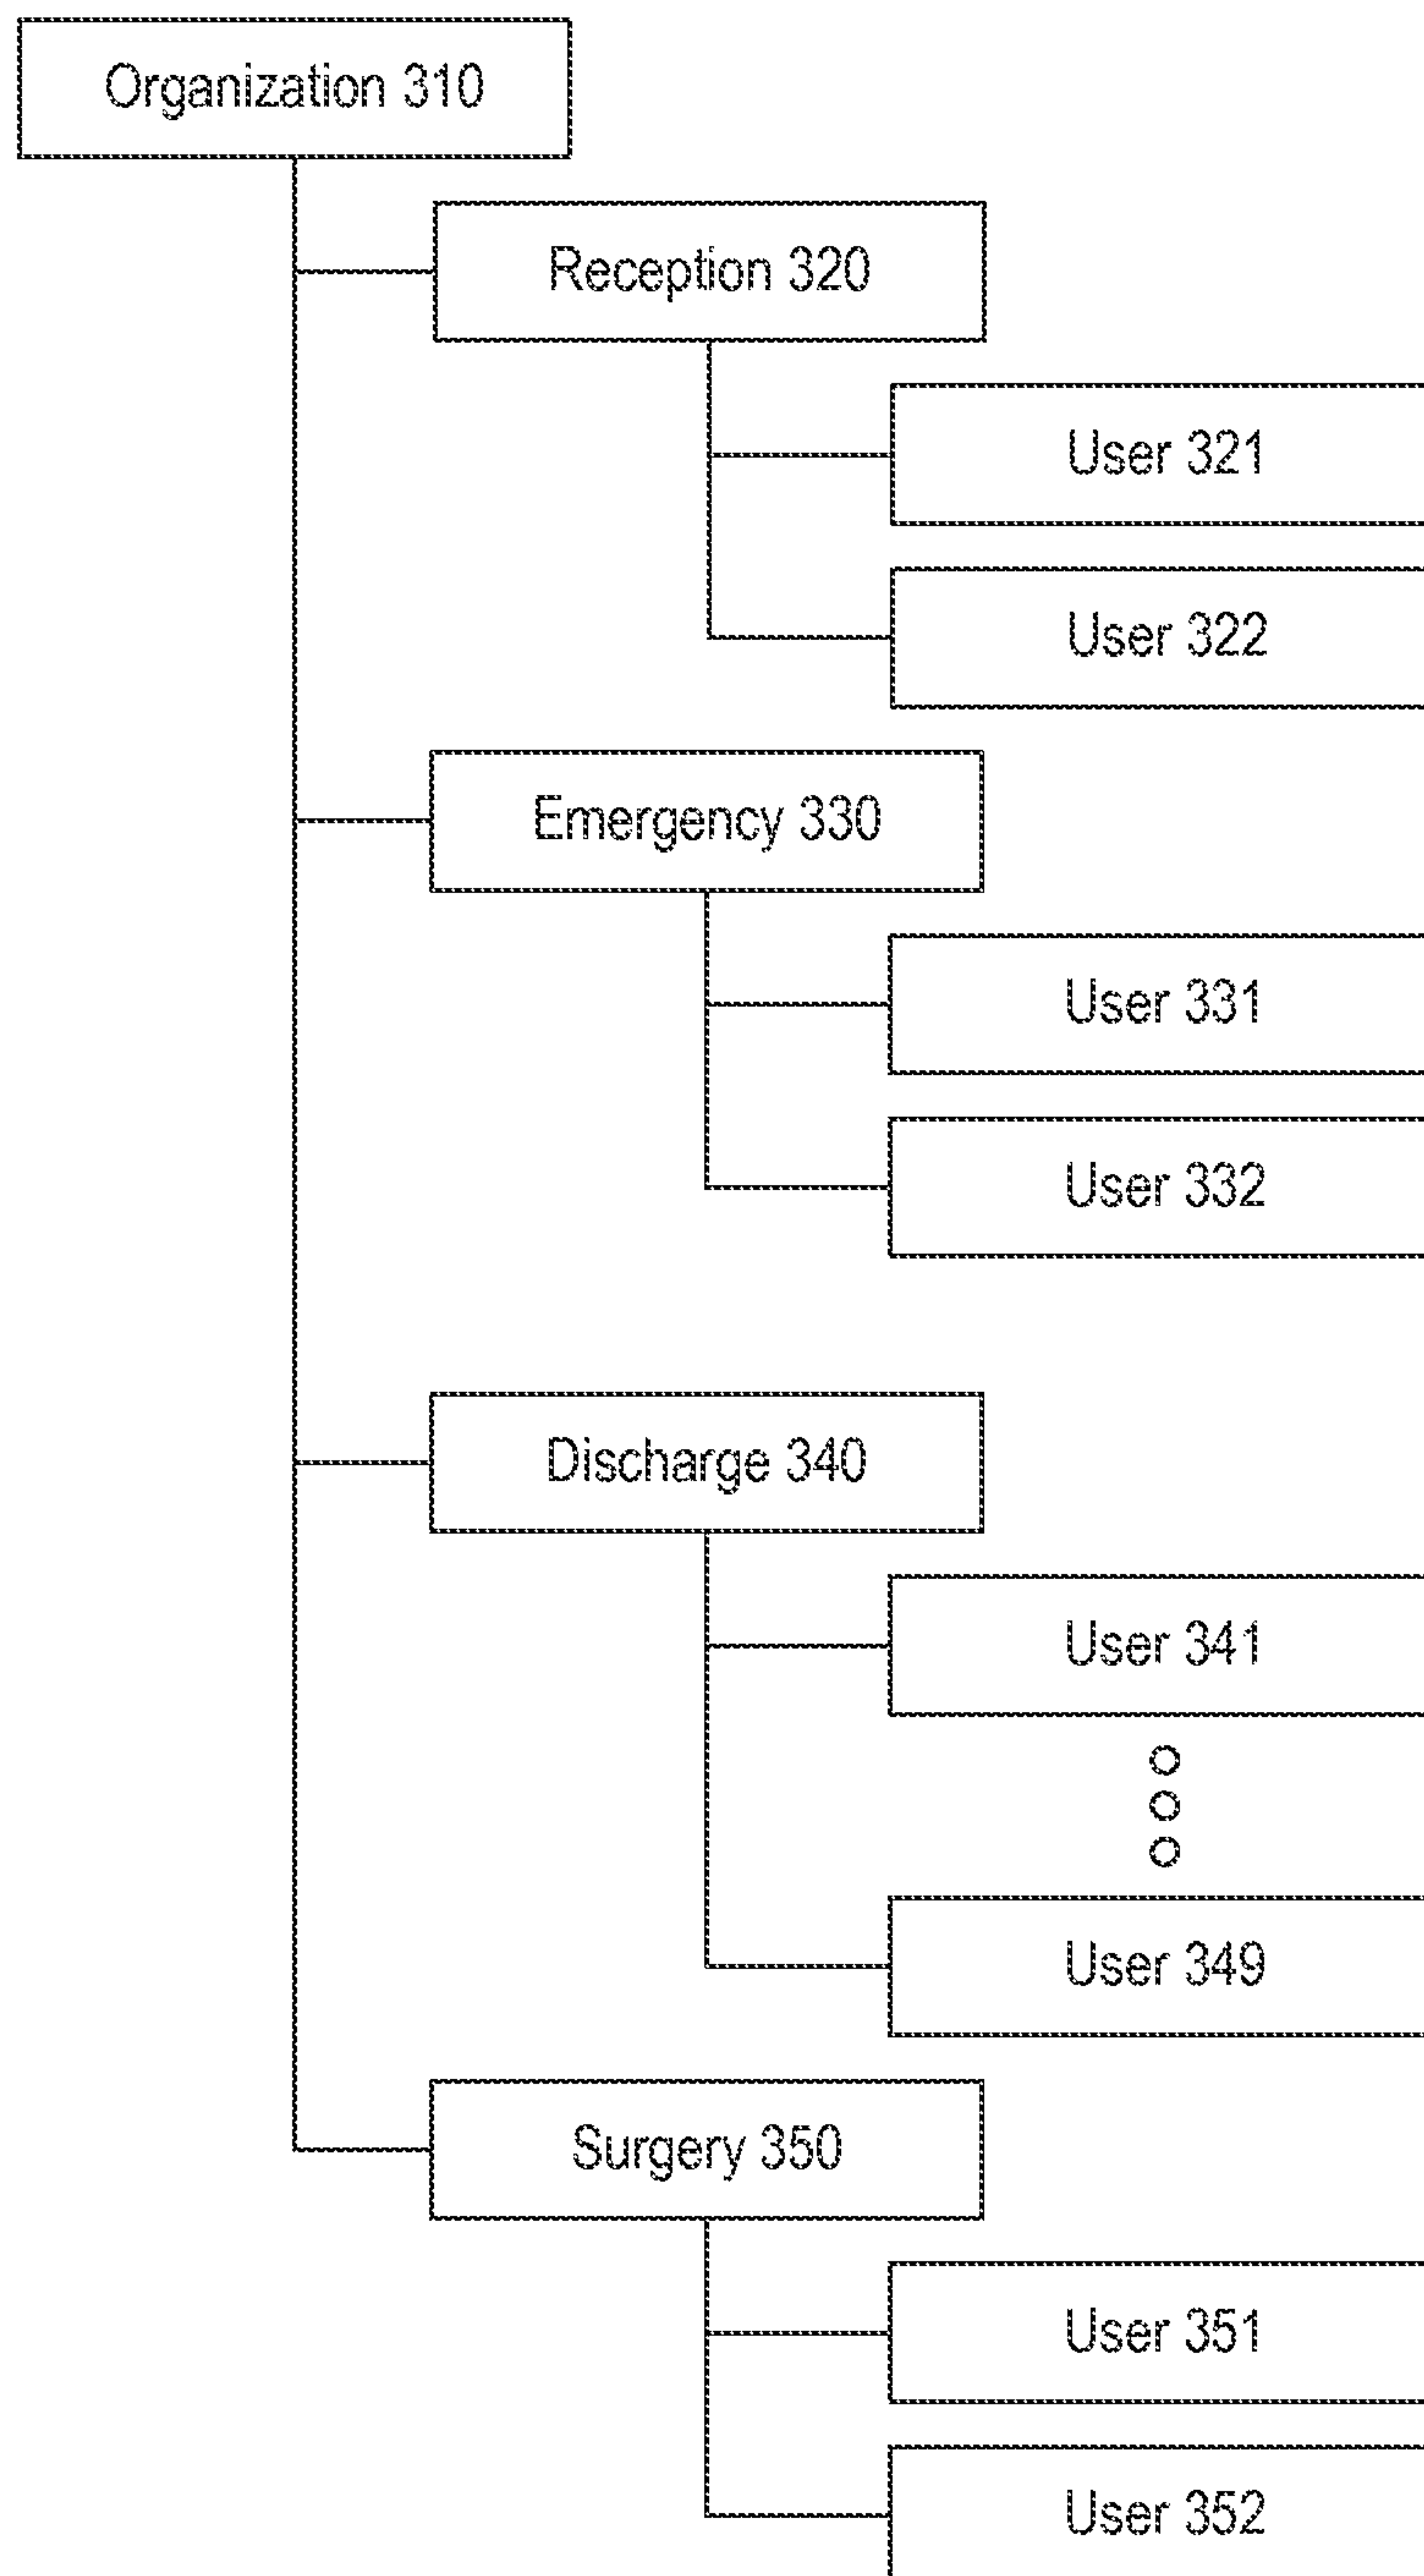 Organization 310
Reception 320
User 321
User 322
Emergency 330
User 331
User 332
Discharge 340
User 341
User 349
Surgery 350
User 351
User 352